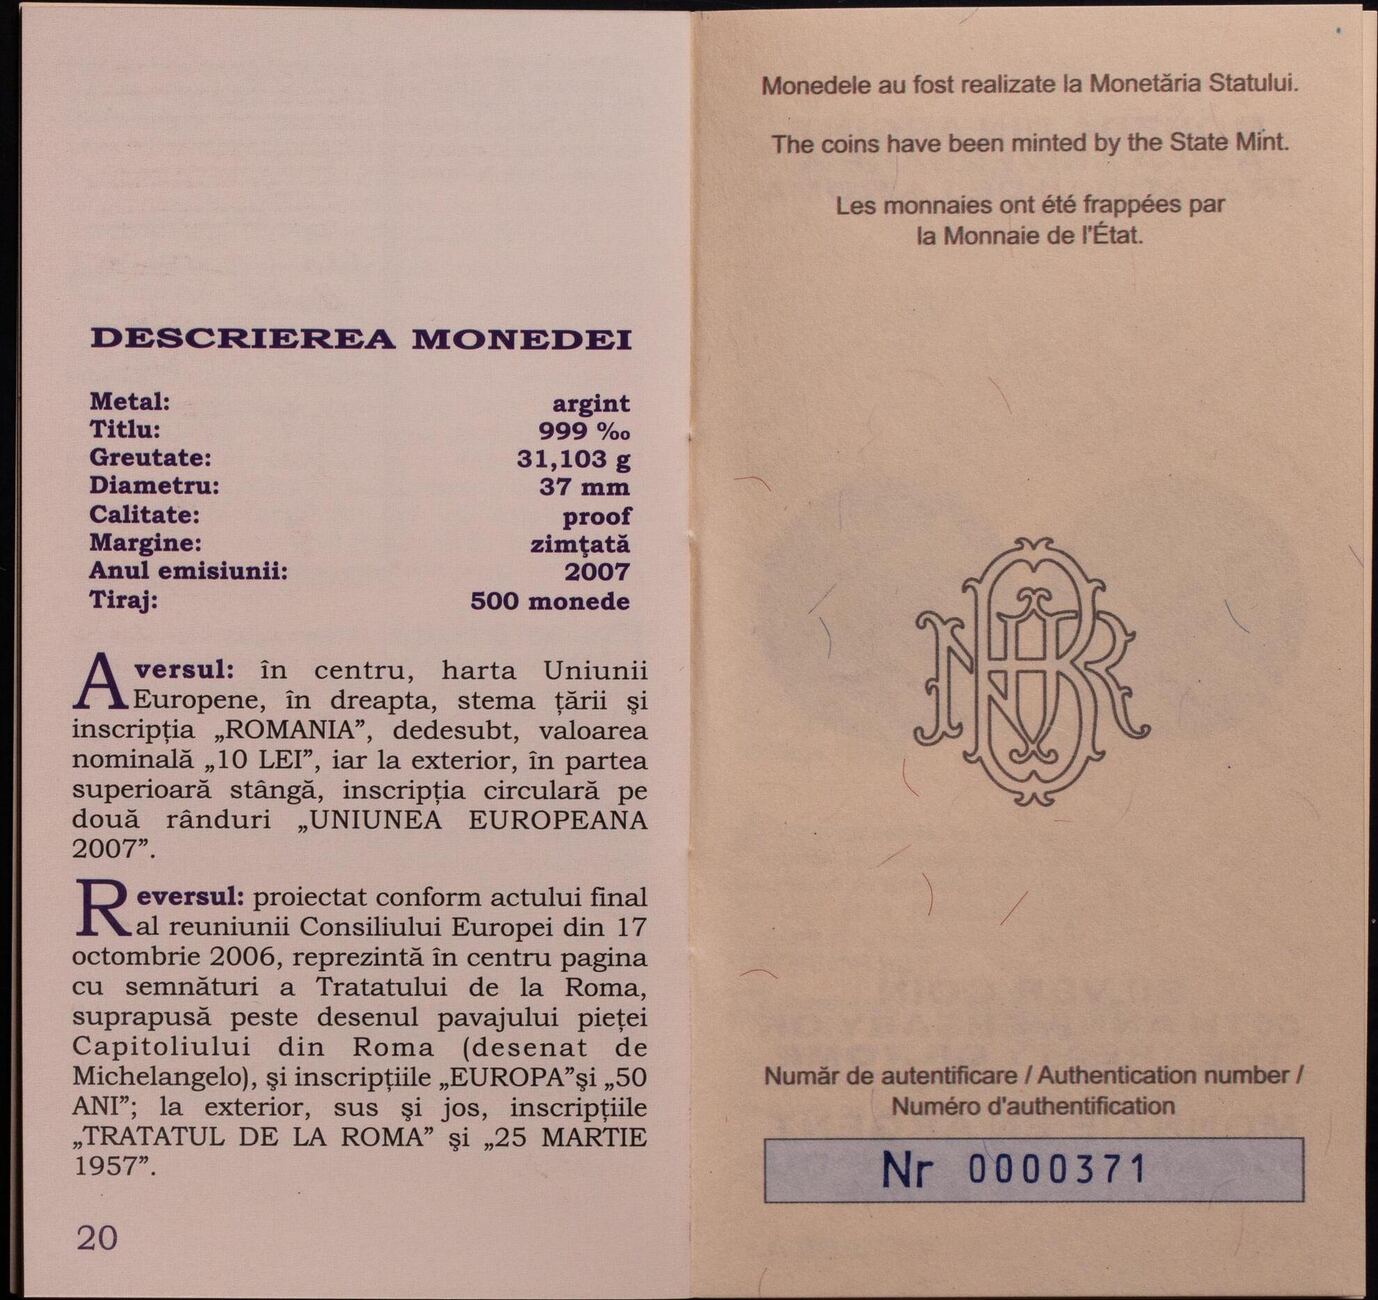 DESCRIEREA MONEDEI
Metal: argint
Titlu: 999 ‰
Greutate: 31,103 g
Diametru: 37 mm
Calitate: proof
Margine: zimţată
Anul emisiunii: 2007
Tiraj: 500 monede
Aversul: în centru, harta Uniunii
Europene, în dreapta, stema ţării şi
inscripţia „ROMANIA”, dedesubt, valoarea
nominală „10 LEI”, iar la exterior, în partea
superioară stângă, inscripţia circulară pe
două rânduri „UNIUNEA EUROPEANA
2007”.
Reversul: proiectat conform actului final
al reuniunii Consiliului Europei din 17
octombrie 2006, reprezintă în centru pagina
cu semnături a Tratatului de la Roma,
suprapusă peste desenul pavajului pieţei
Capitoliului din Roma (desenat de
Michelangelo), şi inscripţiile „EUROPA”şi „50
ANI”; la exterior, sus şi jos, inscripţiile
„TRATATUL DE LA ROMA” şi „25 MARTIE
1957”.
20
Monedele au fost realizate la Monetăria Statului.
The coins have been minted by the State Mint.
Les monnaies ont été frappées par
la Monnaie de l'État.
BNR
Număr de autentificare / Authentication number /
Numéro d'authentification
Nr 0000371